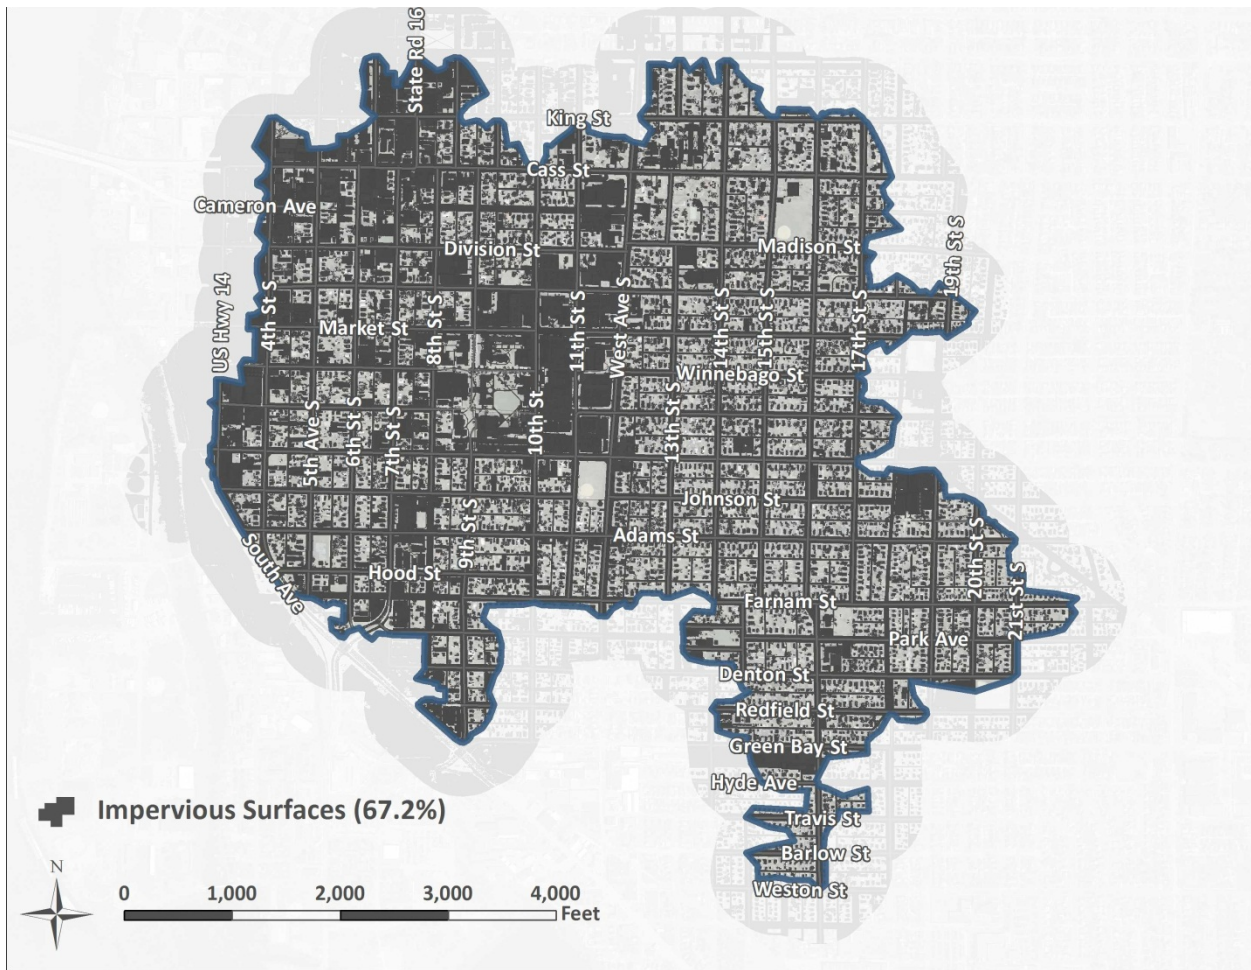 State Rd 16
King St
Cass St
Cameron Ave
Division St
Madison St
19th St S
US Hwy 14
4th St S
Market St
8th St S
11th St S
West Ave S
14th St S
15th St S
17th St S
Winnebago St
5th Ave S
6th St S
7th St S
10th St
13th St S
Johnson St
9th St S
Adams St
20th St S
South Ave
Hood St
Farnam St
21st St S
Park Ave
Denton St
Redfield St
Green Bay St
Hyde Ave
Impervious Surfaces (67.2%)
Travis St
Barlow St
Weston St
N
0 1,000 2,000 3,000 4,000
Feet